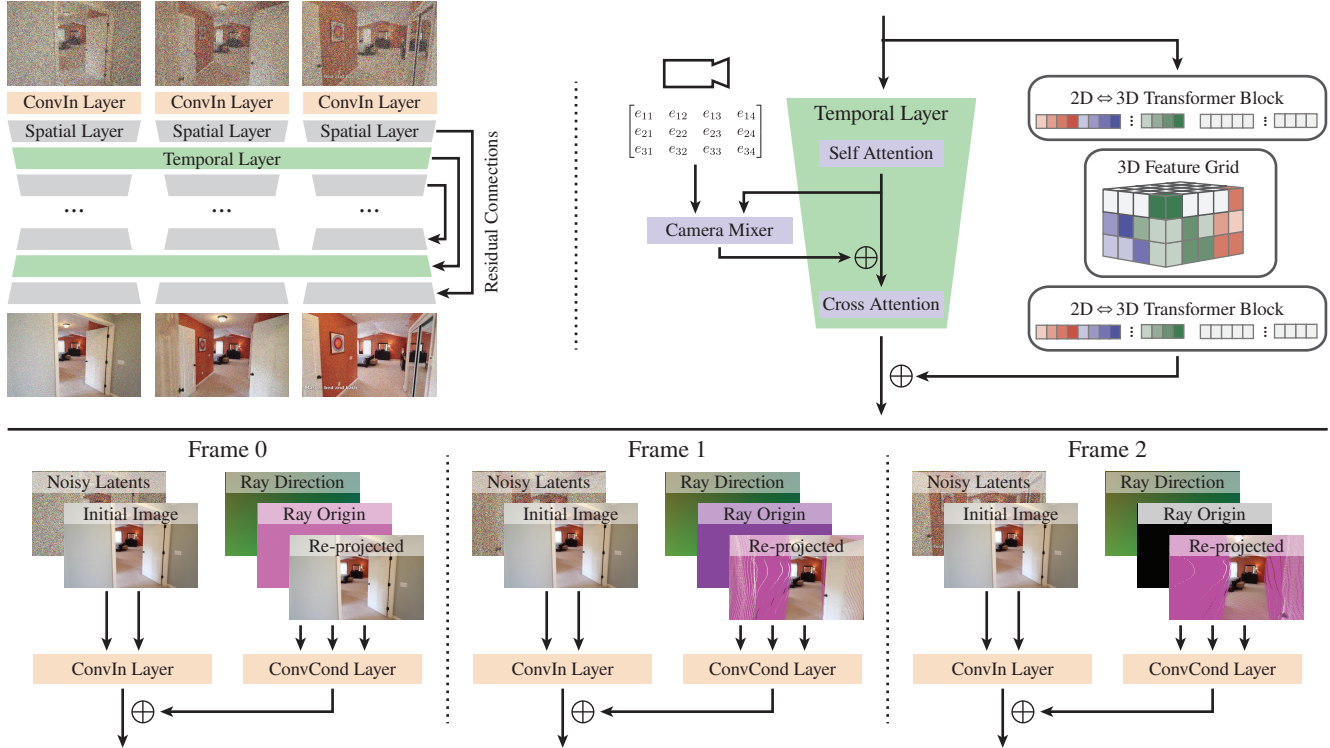 ConvIn Layer ConvIn Layer ConvIn Layer
Spatial Layer Spatial Layer Spatial Layer
Temporal Layer
...
...
...
Residual Connections
e11 e12 e13 e14
e21 e22 e23 e24
e31 e32 e33 e34
Camera Mixer
Temporal Layer
Self Attention
Cross Attention
2D ⇔ 3D Transformer Block
3D Feature Grid
2D ⇔ 3D Transformer Block
Frame 0
Noisy Latents
Initial Image
Ray Direction
Ray Origin
Re-projected
ConvIn Layer
ConvCond Layer
Frame 1
Noisy Latents
Initial Image
Ray Direction
Ray Origin
Re-projected
ConvIn Layer
ConvCond Layer
Frame 2
Noisy Latents
Initial Image
Ray Direction
Ray Origin
Re-projected
ConvIn Layer
ConvCond Layer